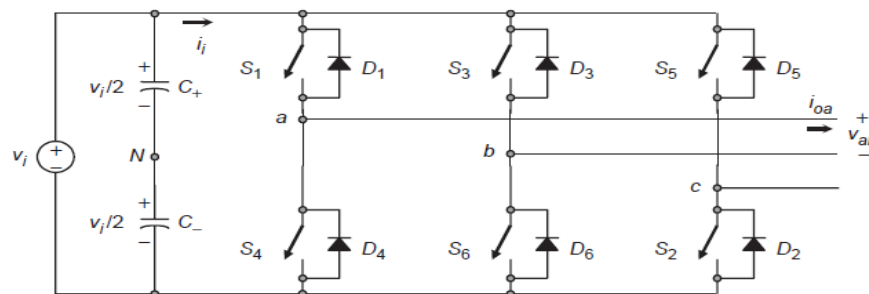 +
i_i
+
S_1
D_1
S_3
D_3
S_5
D_5
v_i/2
C_+
−
i_oa
+
a
v_ab
v_i
+
−
N
b
−
+
c
v_i/2
C_−
−
S_4
D_4
S_6
D_6
S_2
D_2